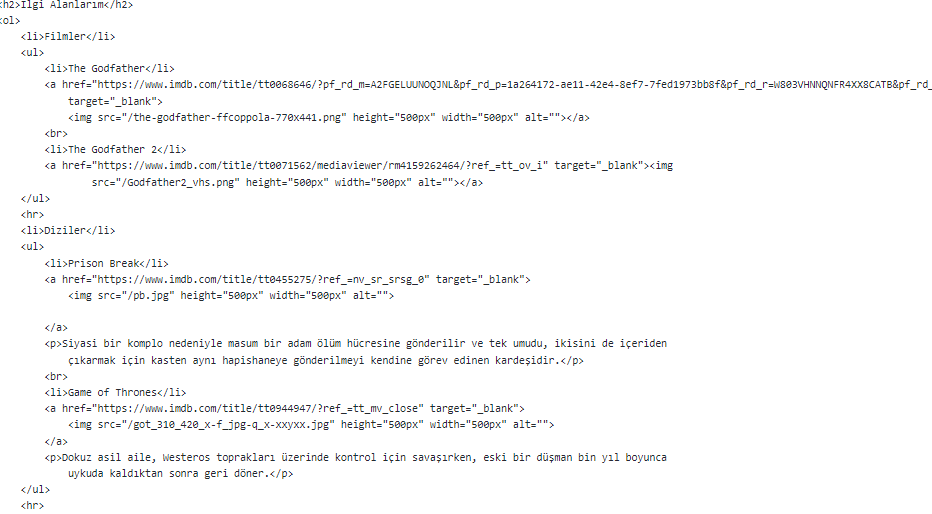 <h2>İlgi Alanlarım</h2>
<ol>
<li>Filmler</li>
<ul>
<li>The Godfather</li>
<a href="https://www.imdb.com/title/tt0068646/?pf_rd_m=A2FGELUUNOQJNL&pf_rd_p=1a264172-ae11-42e4-8ef7-7fed1973bb8f&pf_rd_r=W803VHNNQNFR4XX8CATB&pf_rd_
target="_blank">
<img src="/the-godfather-ffcoppola-770x441.png" height="500px" width="500px" alt=""></a>
<br>
<li>The Godfather 2</li>
<a href="https://www.imdb.com/title/tt0071562/mediaviewer/rm4159262464/?ref_=tt_ov_i" target="_blank"><img
src="/Godfather2_vhs.png" height="500px" width="500px" alt=""></a>
</ul>
<hr>
<li>Diziler</li>
<ul>
<li>Prison Break</li>
<a href="https://www.imdb.com/title/tt0455275/?ref_=nv_sr_srsg_0" target="_blank">
<img src="/pb.jpg" height="500px" width="500px" alt="">
</a>
<p>Siyasi bir komplo nedeniyle masum bir adam ölüm hücresine gönderilir ve tek umudu, ikisini de içeriden
çıkarmak için kasten aynı hapishaneye gönderilmeyi kendine görev edinen kardeşidir.</p>
<br>
<li>Game of Thrones</li>
<a href="https://www.imdb.com/title/tt0944947/?ref_=tt_mv_close" target="_blank">
<img src="/got_310_420_x-f_jpg-q_x-xxyxx.jpg" height="500px" width="500px" alt="">
</a>
<p>Dokuz asil aile, Westeros toprakları üzerinde kontrol için savaşırken, eski bir düşman bin yıl boyunca
uykuda kaldıktan sonra geri döner.</p>
</ul>
<hr>